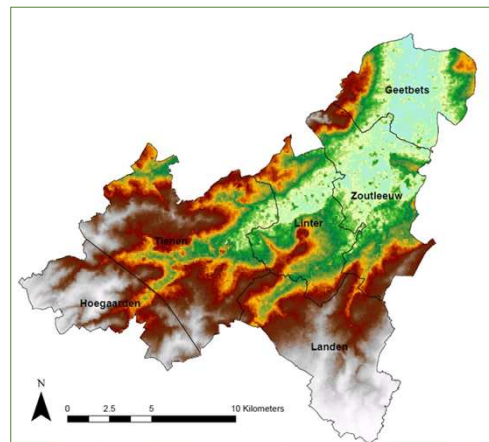 Geetbets
Zoutleeuw
Linter
Tienen
Hoegaarden
Landen
N
0 2.5 5 10 Kilometers